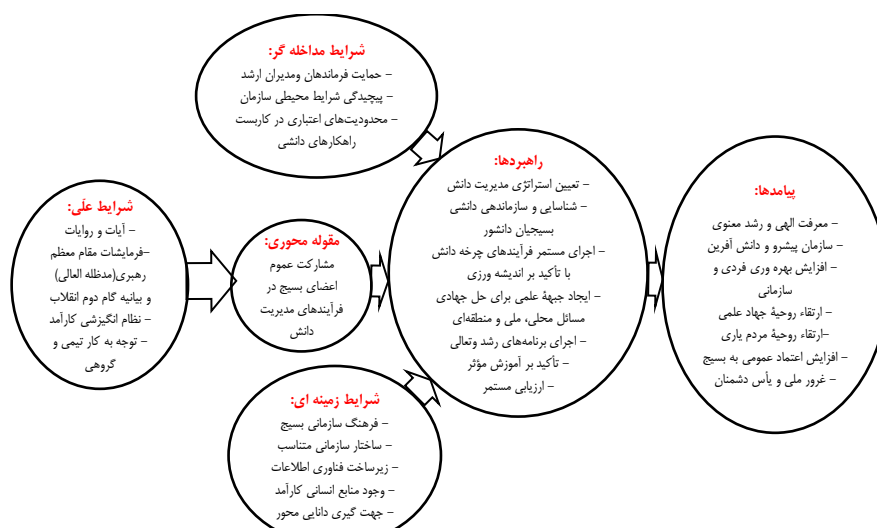 شرایط مداخله گر:
– حمایت فرماندهان ومدیران ارشد
– پیچیدگی شرایط محیطی سازمان
– محدودیت‌های اعتباری در کاربست
راهکارهای دانشی
شرایط علّی:
– آیات و روایات
–فرمایشات مقام معظم
رهبری(مدظله العالی)
و بیانیه گام دوم انقلاب
– نظام انگیزشی کارآمد
– توجه به کار تیمی و
گروهی
مقوله محوری:
مشارکت عموم
اعضای بسیج در
فرآیندهای مدیریت
دانش
شرایط زمینه ای:
– فرهنگ سازمانی بسیج
– ساختار سازمانی متناسب
– زیرساخت فناوری اطلاعات
– وجود منابع انسانی کارآمد
– جهت گیری دانایی محور
راهبردها:
– تعیین استراتژی مدیریت دانش
– شناسایی و سازماندهی دانشی
بسیجیان دانشور
– اجرای مستمر فرآیندهای چرخه دانش
با تأکید بر اندیشه ورزی
– ایجاد جبههٔ علمی برای حل جهادی
مسائل محلی، ملی و منطقه‌ای
– اجرای برنامه‌های رشد وتعالی
– تأکید بر آموزش مؤثر
– ارزیابی مستمر
پیامدها:
– معرفت الهی و رشد معنوی
– سازمان پیشرو و دانش آفرین
– افزایش بهره وری فردی و
سازمانی
– ارتقاء روحیهٔ جهاد علمی
–ارتقاء روحیهٔ مردم یاری
– افزایش اعتماد عمومی به بسیج
– غرور ملی و یأس دشمنان